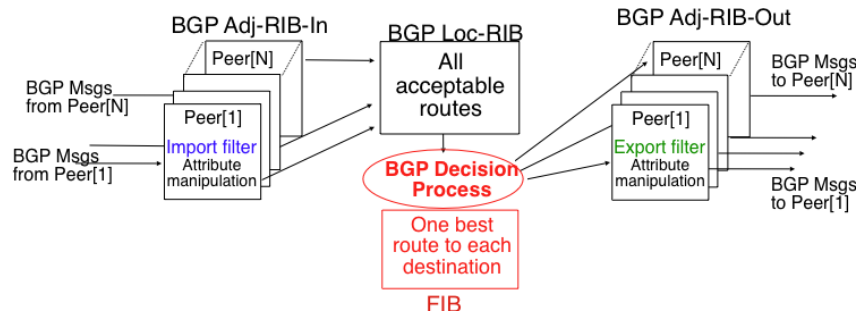 BGP Adj-RIB-In
BGP Loc-RIB
BGP Adj-RIB-Out
Peer[N]
BGP Msgs
from Peer[N]
Peer[1]
Import filter
Attribute
manipulation
BGP Msgs
from Peer[1]
All
acceptable
routes
BGP Decision
Process
One best
route to each
destination
FIB
Peer[N]
Peer[1]
Export filter
Attribute
manipulation
BGP Msgs
to Peer[N]
BGP Msgs
to Peer[1]